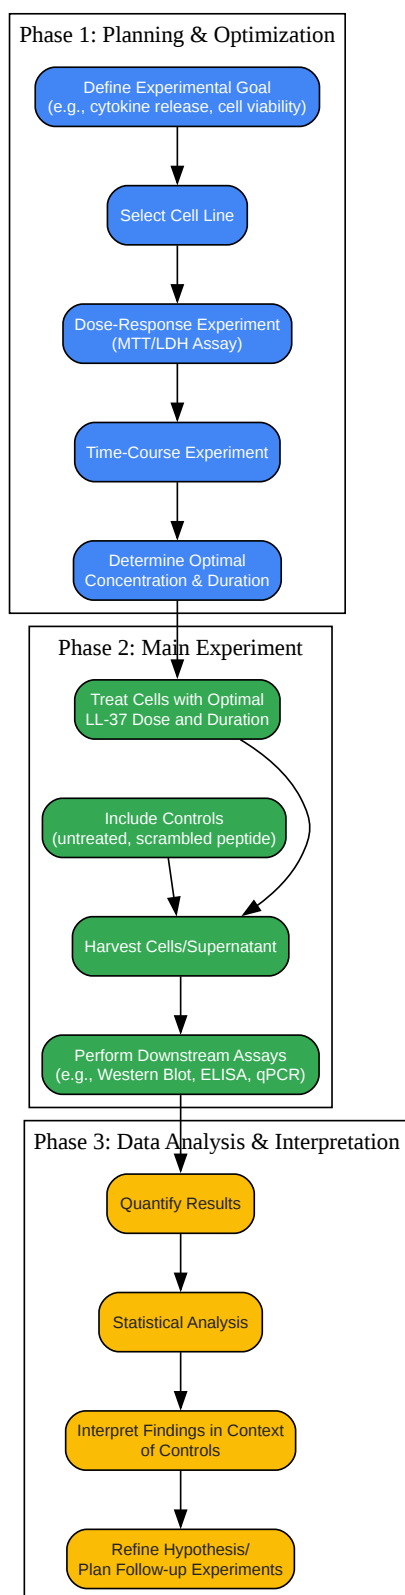 Phase 1: Planning & Optimization
Define Experimental Goal
(e.g., cytokine release, cell viability)
Select Cell Line
Dose-Response Experiment
(MTT/LDH Assay)
Time-Course Experiment
Determine Optimal
Concentration & Duration
Phase 2: Main Experiment
Treat Cells with Optimal
LL-37 Dose and Duration
Include Controls
(untreated, scrambled peptide)
Harvest Cells/Supernatant
Perform Downstream Assays
(e.g., Western Blot, ELISA, qPCR)
Phase 3: Data Analysis & Interpretation
Quantify Results
Statistical Analysis
Interpret Findings in Context
of Controls
Refine Hypothesis/
Plan Follow-up Experiments